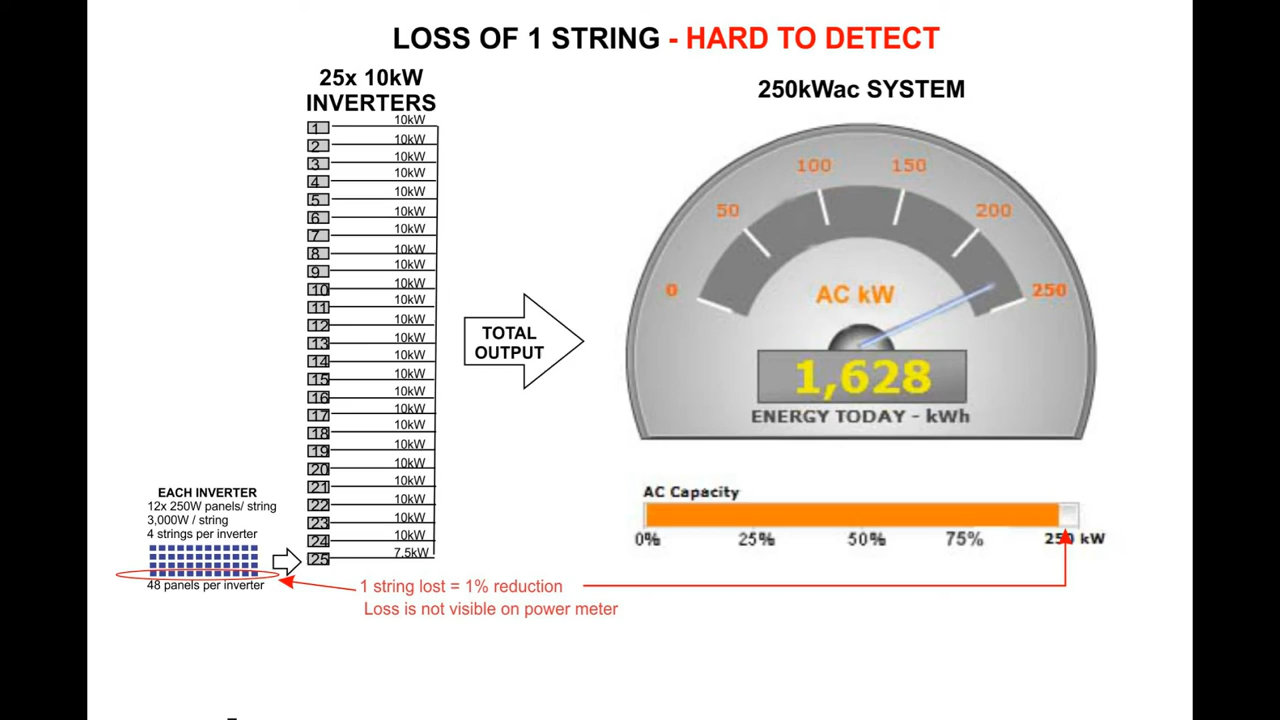 LOSS OF 1 STRING - HARD TO DETECT
25x 10kW
INVERTERS
1 10kW
2 10kW
3 10kW
4 10kW
5 10kW
6 10kW
7 10kW
8 10kW
9 10kW
10 10kW
11 10kW
12 10kW
13 10kW
14 10kW
15 10kW
16 10kW
17 10kW
18 10kW
19 10kW
20 10kW
21 10kW
22 10kW
23 10kW
24 10kW
25 7.5kW
EACH INVERTER
12x 250W panels/ string
3,000W / string
4 strings per inverter
48 panels per inverter
TOTAL
OUTPUT
250kWac SYSTEM
0 50 100 150 200 250
AC kW
1,628
ENERGY TODAY - kWh
AC Capacity
0% 25% 50% 75% 250 kW
1 string lost = 1% reduction
Loss is not visible on power meter